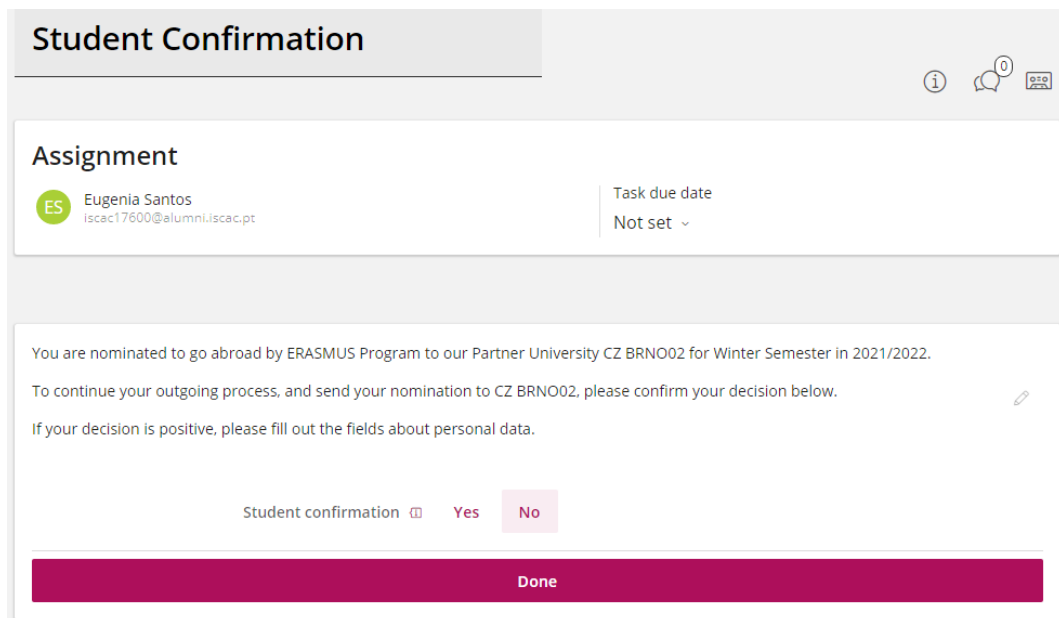 Student Confirmation
0
Assignment
ES
Eugenia Santos
iscac17600@alumni.iscac.pt
Task due date
Not set
You are nominated to go abroad by ERASMUS Program to our Partner University CZ BRNO02 for Winter Semester in 2021/2022.
To continue your outgoing process, and send your nomination to CZ BRNO02, please confirm your decision below.
If your decision is positive, please fill out the fields about personal data.
Student confirmation Yes No
Done